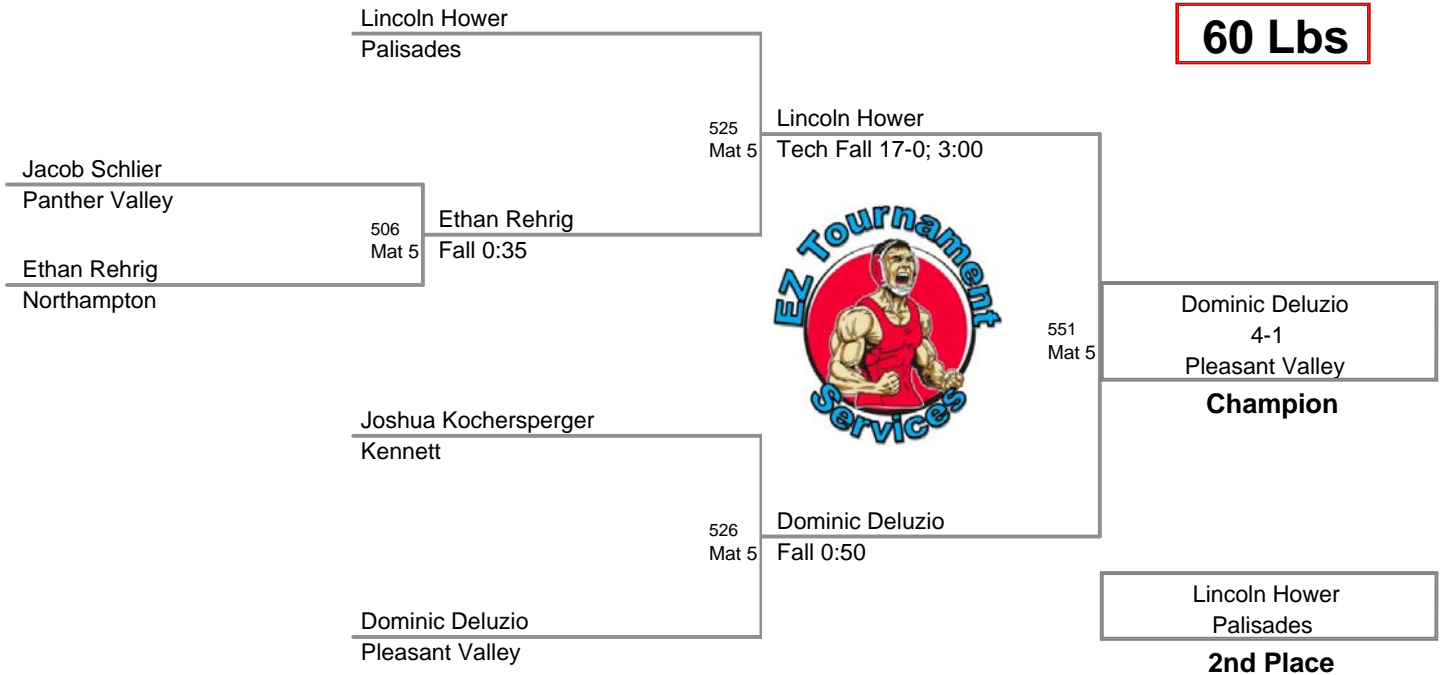 Lincoln Hower
Palisades
60 Lbs
525
Mat 5
Lincoln Hower
Tech Fall 17-0; 3:00
Jacob Schlier
Panther Valley
506
Mat 5
Ethan Rehrig
Fall 0:35
Ethan Rehrig
Northampton
EZ Tournament
Services
551
Mat 5
Dominic Deluzio
4-1
Pleasant Valley
Champion
Joshua Kochersperger
Kennett
526
Mat 5
Dominic Deluzio
Fall 0:50
Dominic Deluzio
Pleasant Valley
Lincoln Hower
Palisades
2nd Place